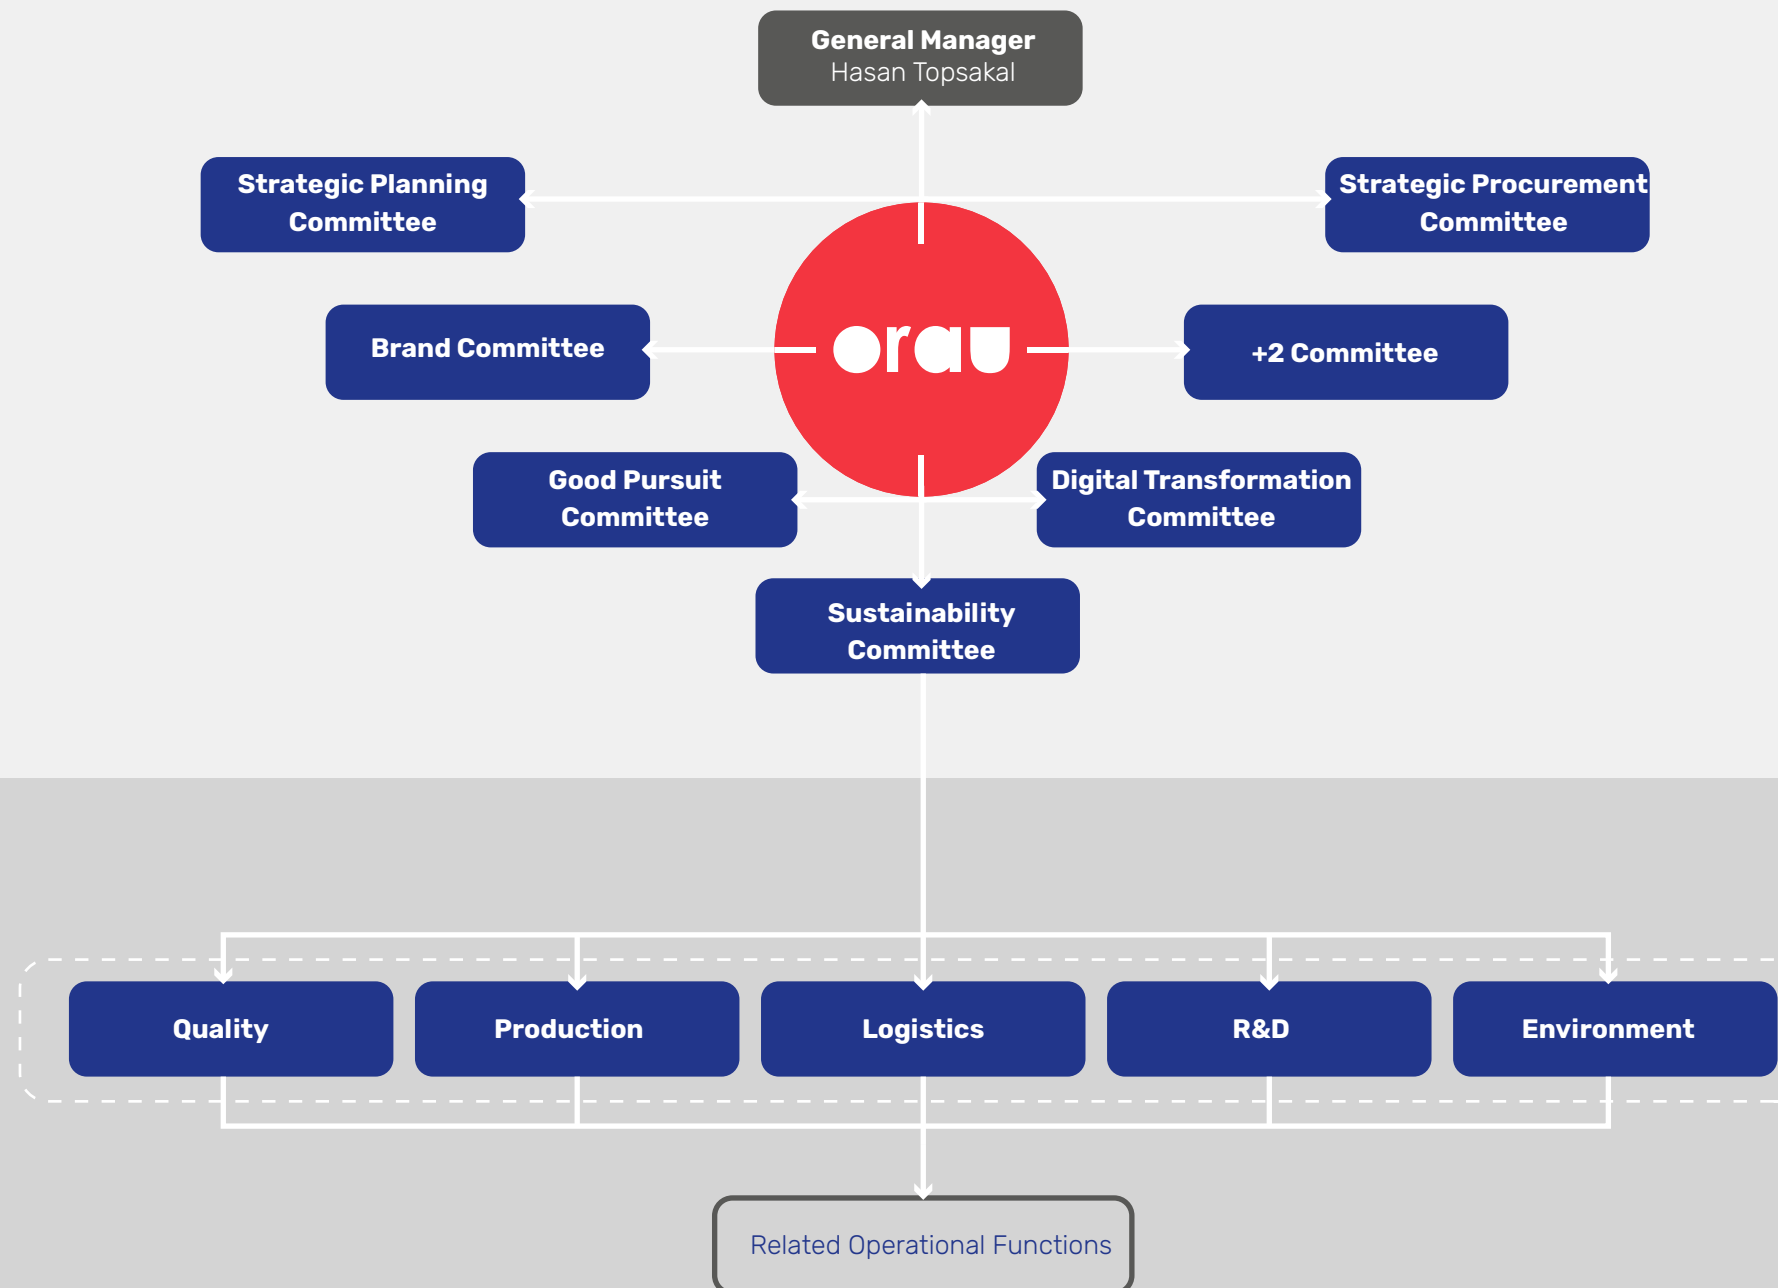 General Manager
Hasan Topsakal
Strategic Planning
Committee
Strategic Procurement
Committee
Brand Committee
orau
+2 Committee
Good Pursuit
Committee
Digital Transformation
Committee
Sustainability
Committee
Quality
Production
Logistics
R&D
Environment
Related Operational Functions